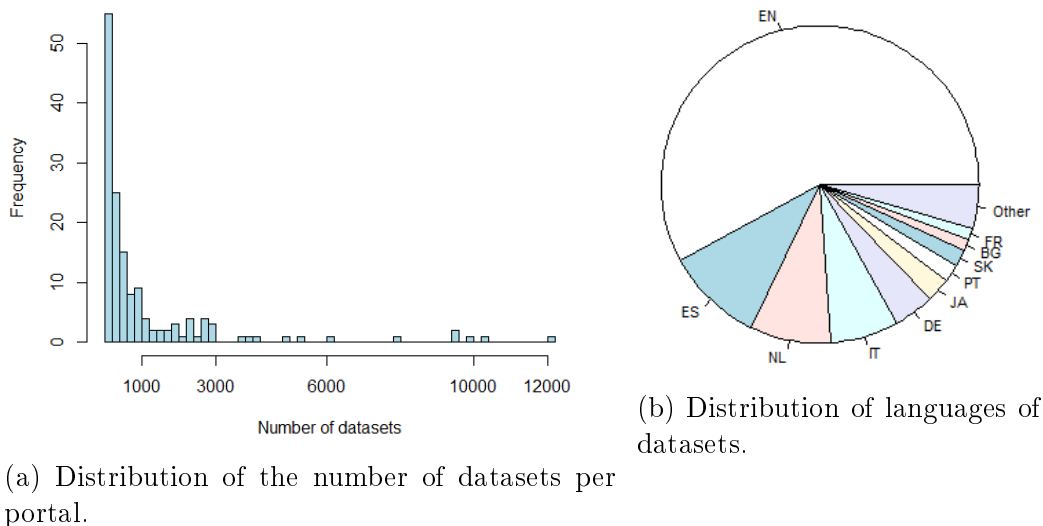 50
40
30
20
10
0
Frequency
1000
3000
6000
10000
12000
Number of datasets
(a) Distribution of the number of datasets per
portal.
EN
Other
FR
BG
SK
PT
JA
DE
IT
NL
ES
(b) Distribution of languages of
datasets.